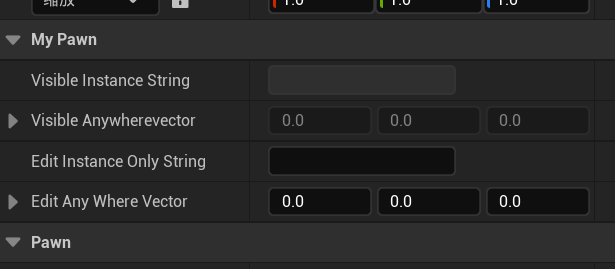 缩放 1.0 1.0 1.0
My Pawn
Visible Instance String
Visible Anywherevector 0.0 0.0 0.0
Edit Instance Only String
Edit Any Where Vector 0.0 0.0 0.0
Pawn